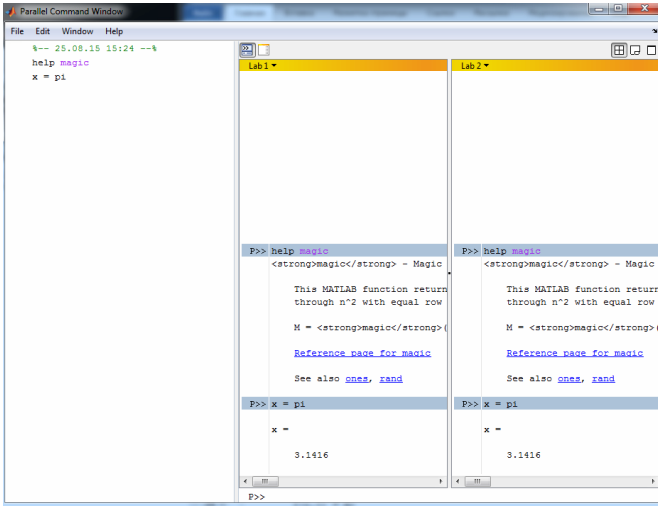 Parallel Command Window
File Edit Window Help
%-- 25.08.15 15:24 --%
help magic
x = pi
Lab 1
P>> help magic
<strong>magic</strong> - Magic
This MATLAB function return
through n^2 with equal row
M = <strong>magic</strong>(
Reference page for magic
See also ones, rand
P>> x = pi
x =
3.1416
Lab 2
P>> help magic
<strong>magic</strong> - Magic
This MATLAB function return
through n^2 with equal row
M = <strong>magic</strong>(
Reference page for magic
See also ones, rand
P>> x = pi
x =
3.1416
P>>